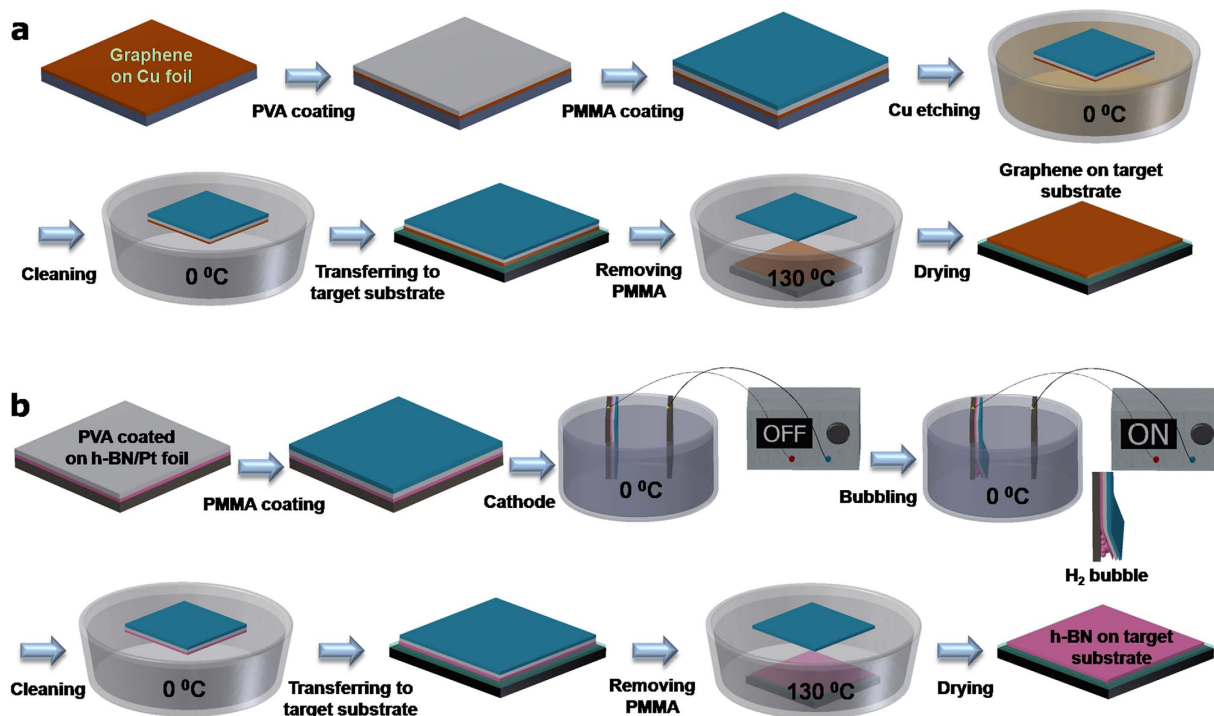 a
Graphene
on Cu foil
PVA coating
PMMA coating
Cu etching
0 ⁰C
Cleaning
0 ⁰C
Transferring to
target substrate
Removing
PMMA
130 ⁰C
Drying
Graphene on target
substrate
b
PVA coated
on h-BN/Pt foil
PMMA coating
Cathode
0 ⁰C
OFF
Bubbling
0 ⁰C
ON
H₂ bubble
Cleaning
0 ⁰C
Transferring to
target substrate
Removing
PMMA
130 ⁰C
Drying
h-BN on target
substrate